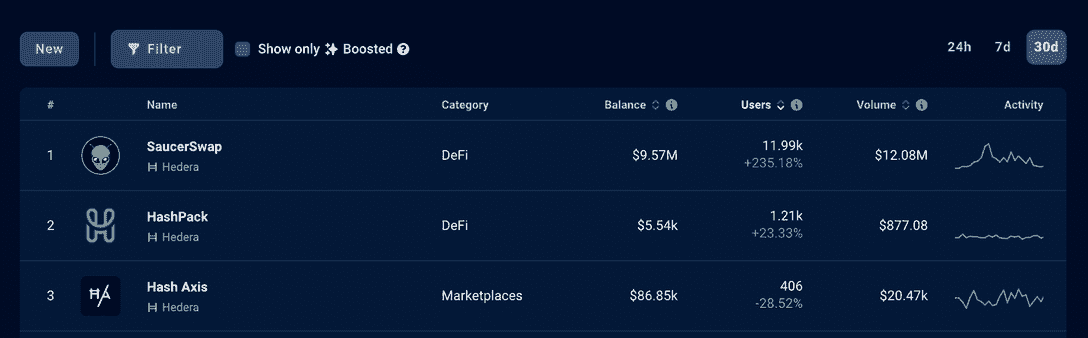 New Filter Show only Boosted ? 24h 7d 30d
# Name Category Balance Users Volume Activity
1 SaucerSwap Hedera DeFi $9.57M 11.99k +235.18% $12.08M
2 HashPack Hedera DeFi $5.54k 1.21k +23.33% $877.08
3 Hash Axis Hedera Marketplaces $86.85k 406 -28.52% $20.47k